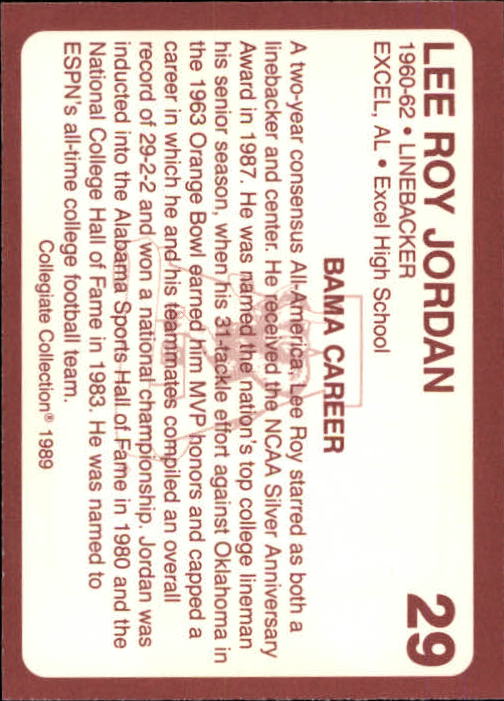 LEE ROY JORDAN 29
1960-62 • LINEBACKER
EXCEL, AL • Excel High School
BAMA CAREER
A two-year consensus All-America, Lee Roy starred as both a
linebacker and center. He received the NCAA Silver Anniversary
Award in 1987. He was named the nation's top college lineman
his senior season, when his 31-tackle effort against Oklahoma in
the 1963 Orange Bowl earned him MVP honors and capped a
career in which he and his teammates compiled an overall
record of 29-2-2 and won a national championship. Jordan was
inducted into the Alabama Sports Hall of Fame in 1980 and the
National College Hall of Fame in 1983. He was named to
ESPN's all-time college football team.
Collegiate Collection® 1989